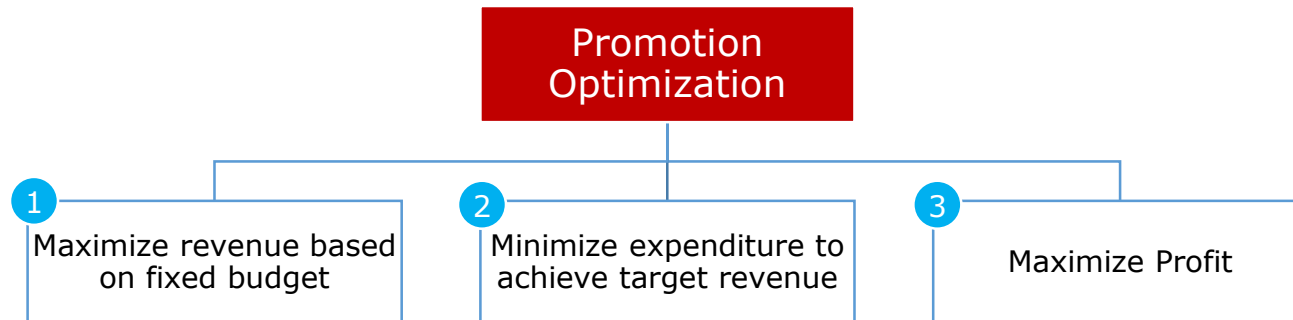 Promotion
Optimization
1
Maximize revenue based
on fixed budget
2
Minimize expenditure to
achieve target revenue
3
Maximize Profit